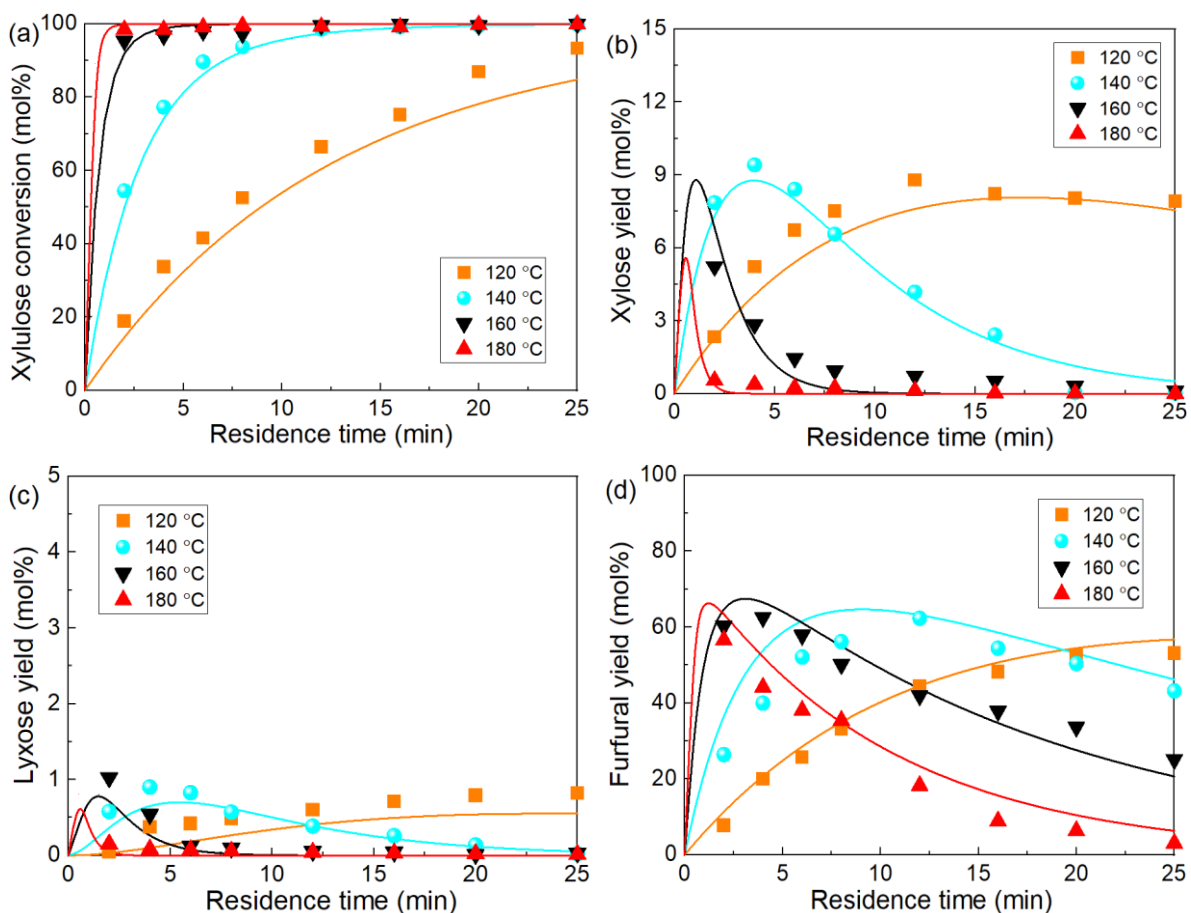 (a)
100
80
60
40
20
0
Xylulose conversion (mol%)
120 °C
140 °C
160 °C
180 °C
0 5 10 15 20 25
Residence time (min)
(b)
15
12
9
6
3
0
Xylose yield (mol%)
120 °C
140 °C
160 °C
180 °C
0 5 10 15 20 25
Residence time (min)
(c)
5
4
3
2
1
0
Lyxose yield (mol%)
120 °C
140 °C
160 °C
180 °C
0 5 10 15 20 25
Residence time (min)
(d)
100
80
60
40
20
0
Furfural yield (mol%)
120 °C
140 °C
160 °C
180 °C
0 5 10 15 20 25
Residence time (min)